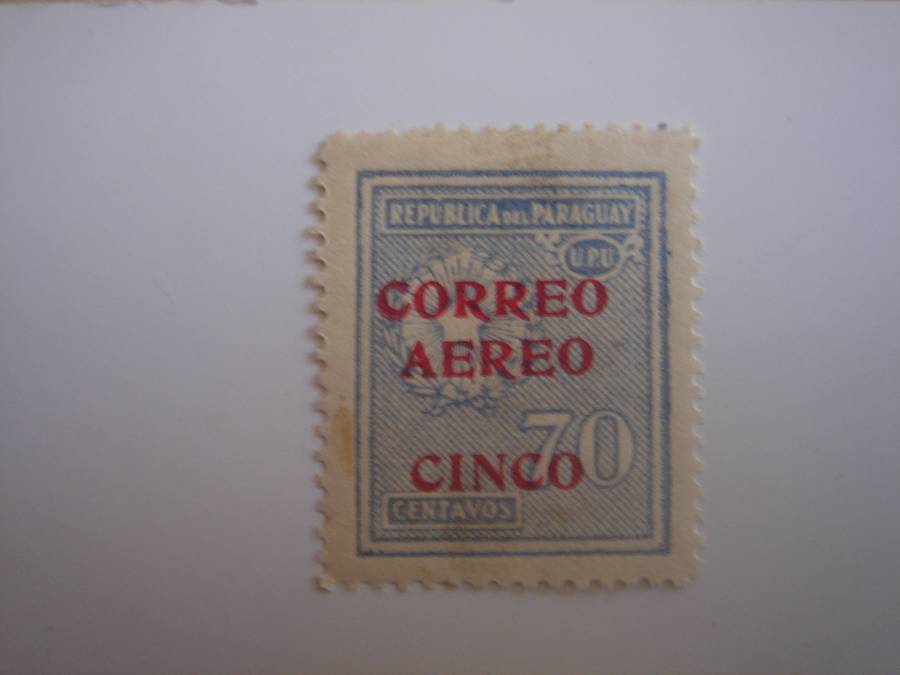 REPUBLICA DEL PARAGUAY
U.P.U
CORREO
AEREO
70
CINCO
CENTAVOS